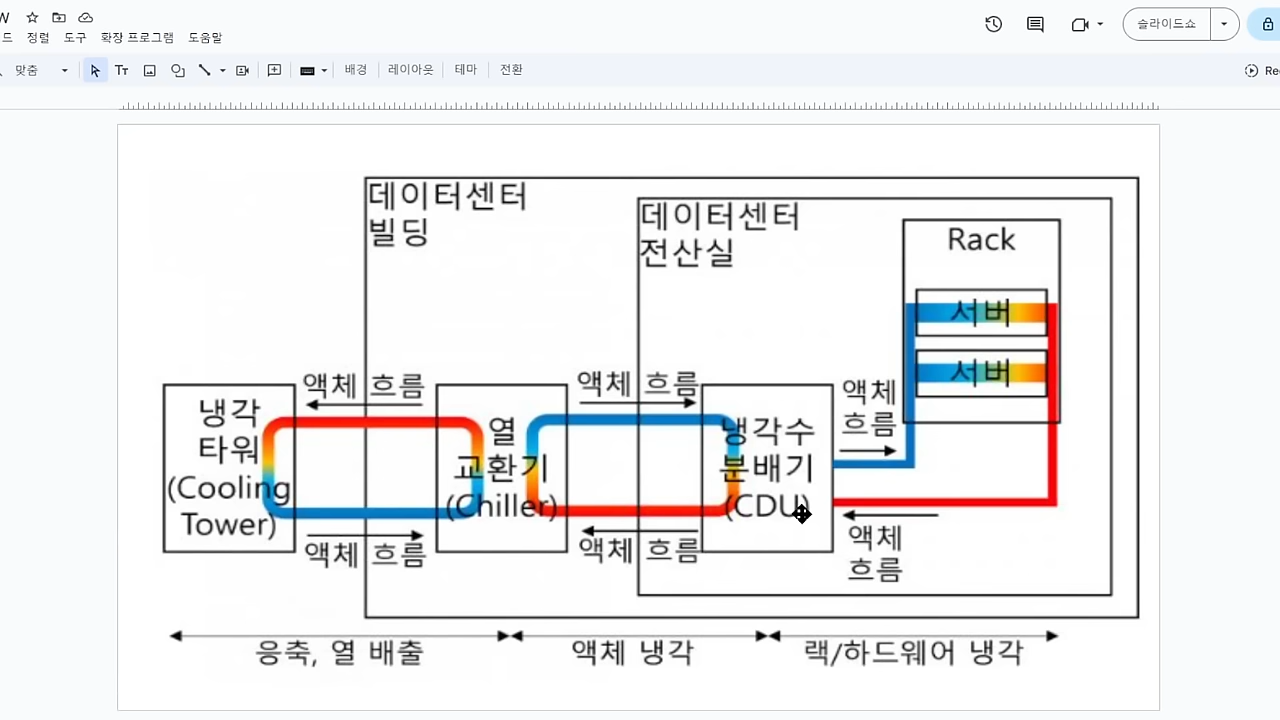 W
드 정렬 도구 확장 프로그램 도움말
슬라이드쇼
맞춤 Tт 배경 레이아웃 테마 전환 Rec
데이터센터
빌딩
데이터센터
전산실
Rack
서버
서버
냉각
타워
(Cooling
Tower)
액체 흐름
액체 흐름
열
교환기
(Chiller)
액체 흐름
액체 흐름
냉각수
분배기
(CDU)
액체
흐름
액체
흐름
응축, 열 배출
액체 냉각
랙/하드웨어 냉각